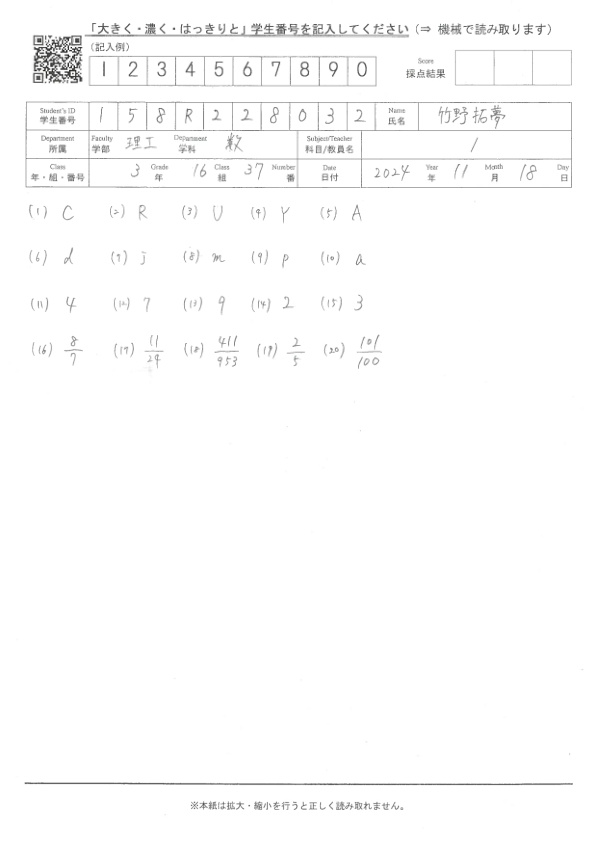 「大きく・濃く・はっきりと」学生番号を記入してください（⇒ 機械で読み取ります）
（記入例）
1 2 3 4 5 6 7 8 9 0
Score
採点結果
Student's ID
学生番号
1 5 8 R 2 2 8 0 3 2
Name
氏名
竹野拓夢
Department
所属
Faculty
学部
理工
Department
学科
数
Subject/Teacher
科目/教員名
/
Class
年・組・番号
3 Grade
年
16 Class
組
37 Number
番
Date
日付
2024 Year
年
11 Month
月
18 Day
日
(1) C (2) R (3) U (4) Y (5) A
(6) d (7) j (8) m (9) p (10) a
(11) 4 (12) 7 (13) 9 (14) 2 (15) 3
(16) 8/7 (17) 11/24 (18) 411/953 (19) 2/5 (20) 101/100
※本紙は拡大・縮小を行うと正しく読み取れません。